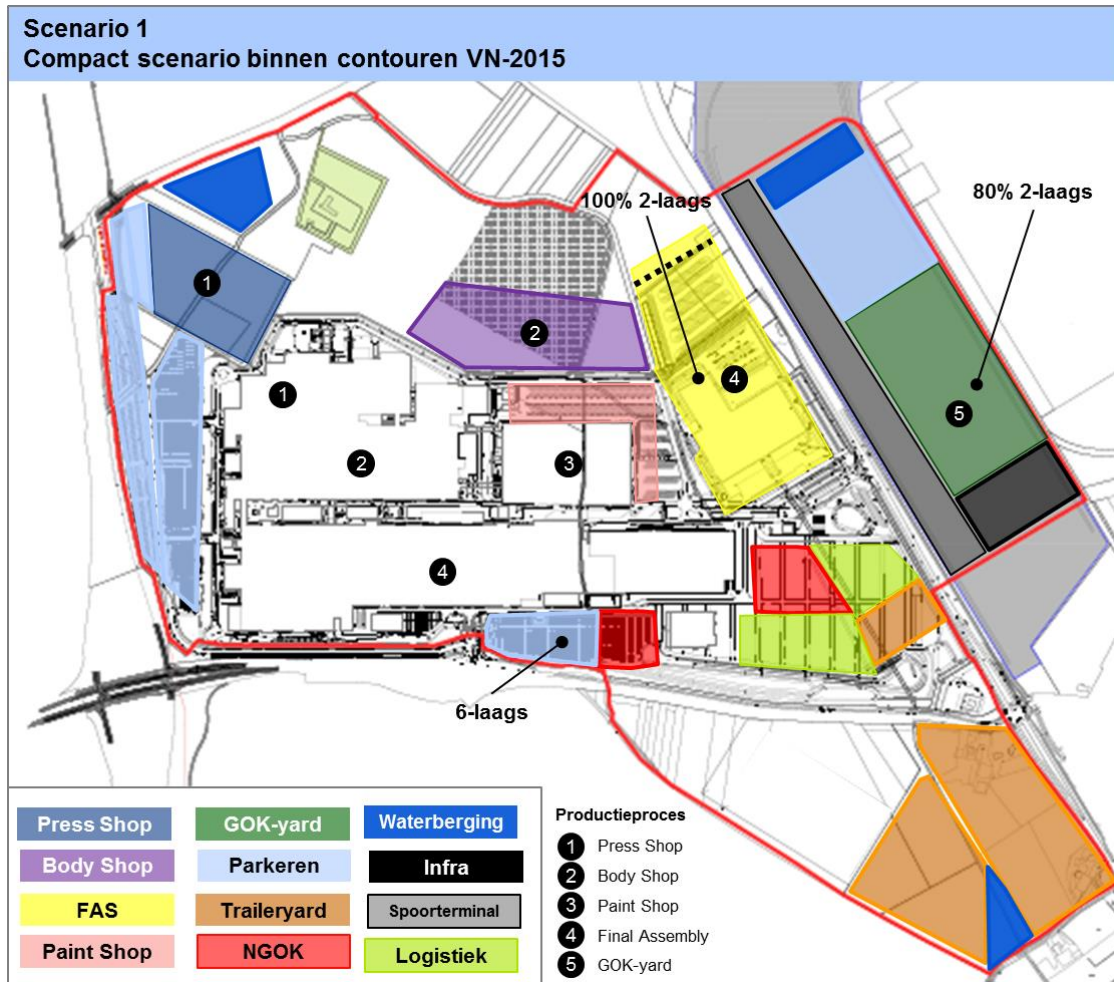 Scenario 1
Compact scenario binnen contouren VN-2015
100% 2-laags
80% 2-laags
1
2
4
1
5
2
3
4
6-laags
Press Shop
GOK-yard
Waterberging
Body Shop
Parkeren
Infra
FAS
Traileryard
Spoorterminal
Paint Shop
NGOK
Logistiek
Productieproces
1 Press Shop
2 Body Shop
3 Paint Shop
4 Final Assembly
5 GOK-yard